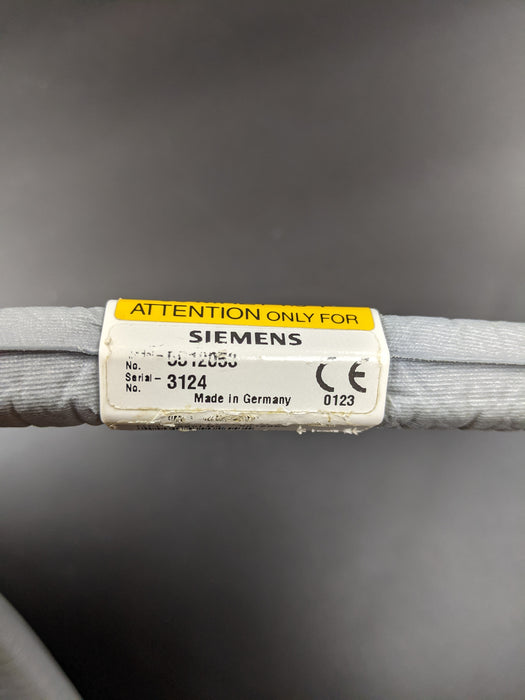 ATTENTION ONLY FOR
SIEMENS
No.
Serial- 3124
No.
Made in Germany
CE
0123